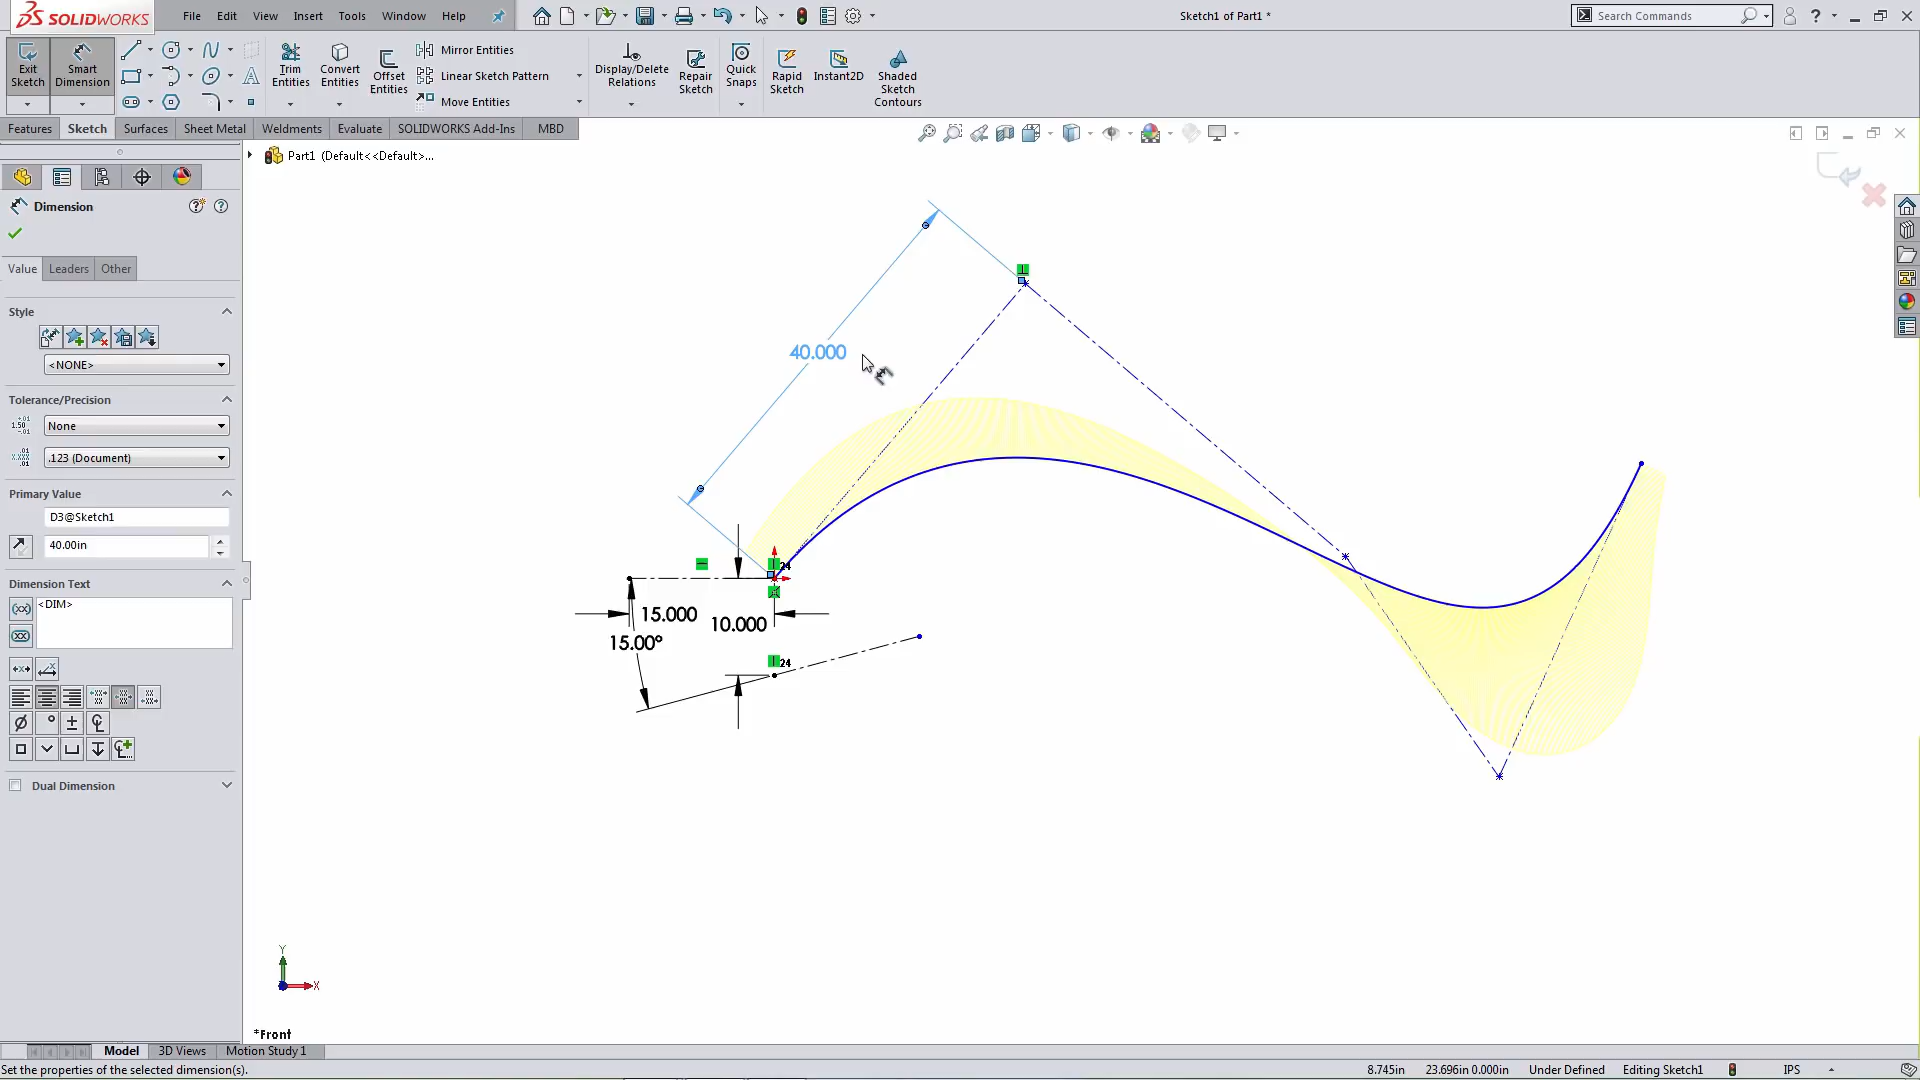 SOLIDWORKS
File Edit View Insert Tools Window Help
Sketch1 of Part1 *
Search Commands
Exit Sketch
Smart Dimension
Trim Entities
Convert Entities
Offset Entities
Mirror Entities
Linear Sketch Pattern
Move Entities
Display/Delete Relations
Repair Sketch
Quick Snaps
Rapid Sketch
Instant2D
Shaded Sketch Contours
Features Sketch Surfaces Sheet Metal Weldments Evaluate SOLIDWORKS Add-Ins MBD
Part1 (Default<<Default>...
Dimension
Value Leaders Other
Style
<NONE>
Tolerance/Precision
None
.123 (Document)
Primary Value
D3@Sketch1
40.00in
Dimension Text
<DIM>
Dual Dimension
40.000
24
15.000
10.000
15.00°
24
Y
X
*Front
Model 3D Views Motion Study 1
Set the properties of the selected dimension(s).
8.745in 23.696in 0.000in Under Defined Editing Sketch1 IPS